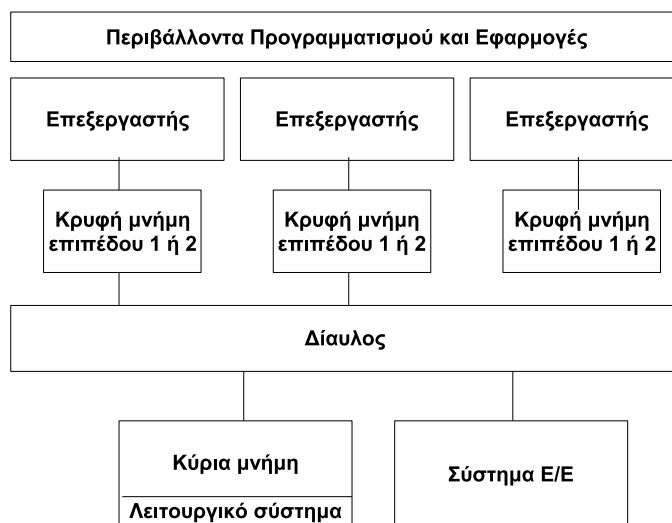 Περιβάλλοντα Προγραμματισμού και Εφαρμογές
Επεξεργαστής
Επεξεργαστής
Επεξεργαστής
Κρυφή μνήμη
επιπέδου 1 ή 2
Κρυφή μνήμη
επιπέδου 1 ή 2
Κρυφή μνήμη
επιπέδου 1 ή 2
Δίαυλος
Κύρια μνήμη
Λειτουργικό σύστημα
Σύστημα Ε/Ε